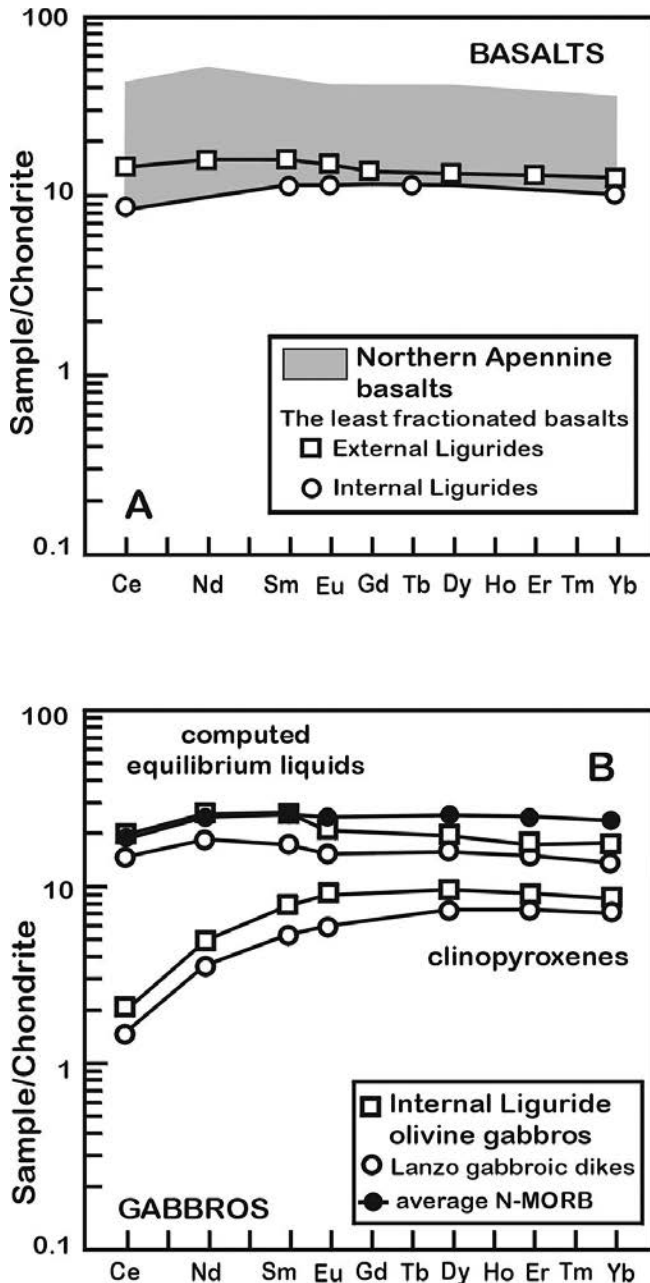 100
BASALTS
10
Sample/Chondrite
1
Northern Apennine
basalts
The least fractionated basalts
External Ligurides
Internal Ligurides
A
0.1
Ce Nd Sm Eu Gd Tb Dy Ho Er Tm Yb
100
computed
equilibrium liquids
B
10
clinopyroxenes
Sample/Chondrite
1
Internal Liguride
olivine gabbros
Lanzo gabbroic dikes
average N-MORB
GABBROS
0.1
Ce Nd Sm Eu Gd Tb Dy Ho Er Tm Yb